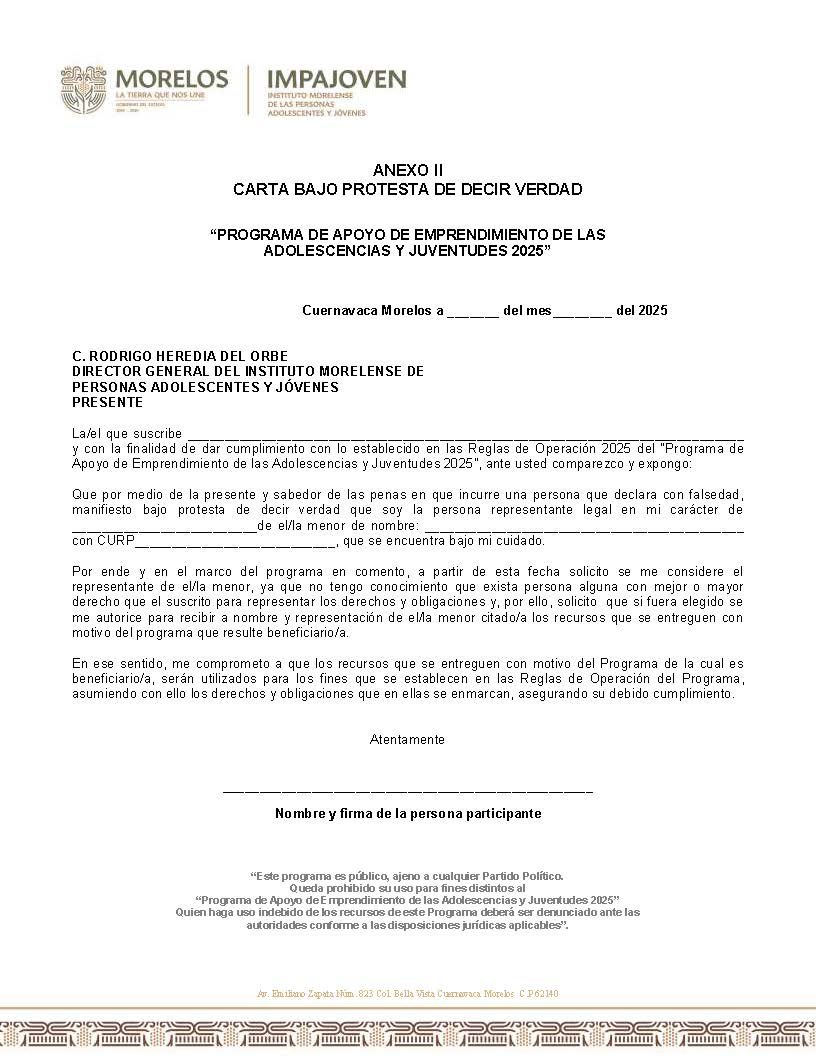 MORELOS
LA TIERRA QUE NOS UNE
GOBIERNO DEL ESTADO
IMPAJOVEN
INSTITUTO MORELENSE
DE LAS PERSONAS
ADOLESCENTES Y JÓVENES
ANEXO II
CARTA BAJO PROTESTA DE DECIR VERDAD
“PROGRAMA DE APOYO DE EMPRENDIMIENTO DE LAS
ADOLESCENCIAS Y JUVENTUDES 2025”
Cuernavaca Morelos a _______ del mes________ del 2025
C. RODRIGO HEREDIA DEL ORBE
DIRECTOR GENERAL DEL INSTITUTO MORELENSE DE
PERSONAS ADOLESCENTES Y JÓVENES
PRESENTE
La/el que suscribe ___________________________________________________________________________
y con la finalidad de dar cumplimiento con lo establecido en las Reglas de Operación 2025 del “Programa de
Apoyo de Emprendimiento de las Adolescencias y Juventudes 2025”, ante usted comparezco y expongo:
Que por medio de la presente y sabedor de las penas en que incurre una persona que declara con falsedad,
manifiesto bajo protesta de decir verdad que soy la persona representante legal en mi carácter de
_________________________de el/la menor de nombre: ___________________________________________
con CURP___________________________, que se encuentra bajo mi cuidado.
Por ende y en el marco del programa en comento, a partir de esta fecha solicito se me considere el
representante de el/la menor, ya que no tengo conocimiento que exista persona alguna con mejor o mayor
derecho que el suscrito para representar los derechos y obligaciones y, por ello, solicito que si fuera elegido se
me autorice para recibir a nombre y representación de el/la menor citado/a los recursos que se entreguen con
motivo del programa que resulte beneficiario/a.
En ese sentido, me comprometo a que los recursos que se entreguen con motivo del Programa de la cual es
beneficiario/a, serán utilizados para los fines que se establecen en las Reglas de Operación del Programa,
asumiendo con ello los derechos y obligaciones que en ellas se enmarcan, asegurando su debido cumplimiento.
Atentamente
__________________________________________________
Nombre y firma de la persona participante
“Este programa es público, ajeno a cualquier Partido Político.
Queda prohibido su uso para fines distintos al
“Programa de Apoyo de Emprendimiento de las Adolescencias y Juventudes 2025”
Quien haga uso indebido de los recursos de este Programa deberá ser denunciado ante las
autoridades conforme a las disposiciones jurídicas aplicables”.
Av. Emiliano Zapata Núm. 823 Col. Bella Vista Cuernavaca Morelos C.P 62140